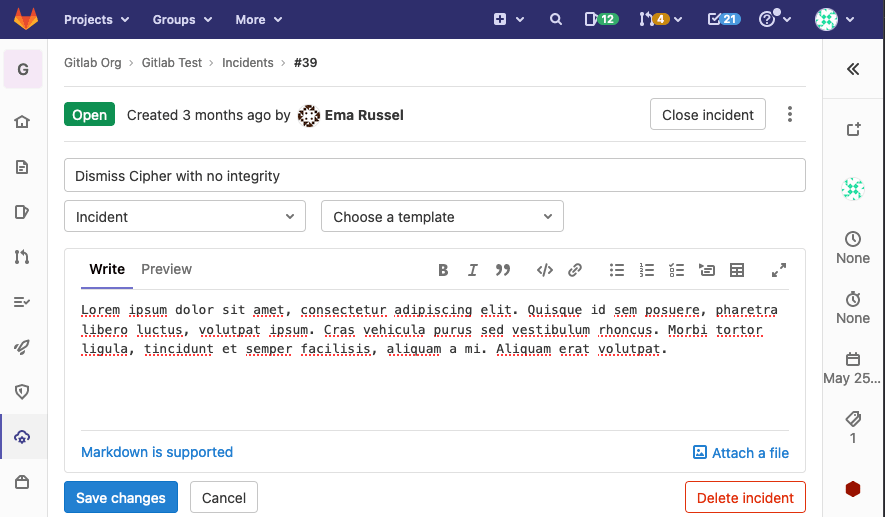 Projects Groups More 12 4 21
G
Gitlab Org › Gitlab Test › Incidents › #39
Open Created 3 months ago by Ema Russel Close incident
Dismiss Cipher with no integrity
Incident Choose a template
Write Preview
Lorem ipsum dolor sit amet, consectetur adipiscing elit. Quisque id sem posuere, pharetra
libero luctus, volutpat ipsum. Cras vehicula purus sed vestibulum rhoncus. Morbi tortor
ligula, tincidunt et semper facilisis, aliquam a mi. Aliquam erat volutpat.
Markdown is supported Attach a file
Save changes Cancel Delete incident
None
None
May 25...
1